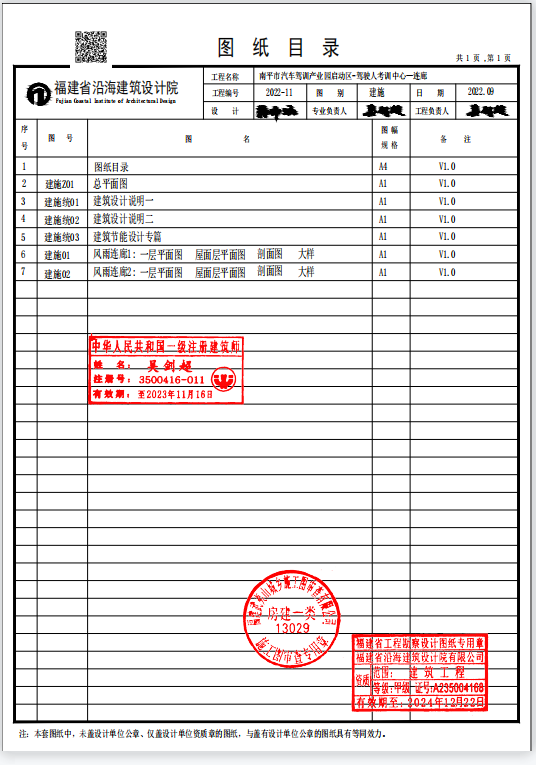 图纸目录
共 1 页 .第 1 页
福建省沿海建筑设计院
Fujian Coastal Institute of Architectural Design
工程名称 南平市汽车驾训产业园启动区-驾驶人考训中心一连廊
工程编号 2022-11 图别 建施 日期 2022.09
设计 专业负责人 工程负责人
序号 图号 图名 图幅规格 备注
1 图纸目录 A4 V1.0
2 建施Z01 总平面图 A1 V1.0
3 建施统01 建筑设计说明一 A1 V1.0
4 建施统02 建筑设计说明二 A1 V1.0
5 建施统03 建筑节能设计专篇 A1 V1.0
6 建施01 风雨连廊1：一层平面图 屋面层平面图 剖面图 大样 A1 V1.0
7 建施02 风雨连廊2：一层平面图 屋面层平面图 剖面图 大样 A1 V1.0
中华人民共和国一级注册建筑师
姓名： 吴剑超
注册号： 3500416-011
有效期： 至2023年11月16日
房建一类
13029
施工图审查专用章
福建省工程勘察设计图纸专用章
福建省沿海建筑设计院有限公司
资质 范围： 建筑工程
等级：甲级 证号：A235004168
有效期至：2024年12月22日
注：本套图纸中，未盖设计单位公章、仅盖设计单位资质章的图纸，与盖有设计单位公章的图纸具有等同效力。